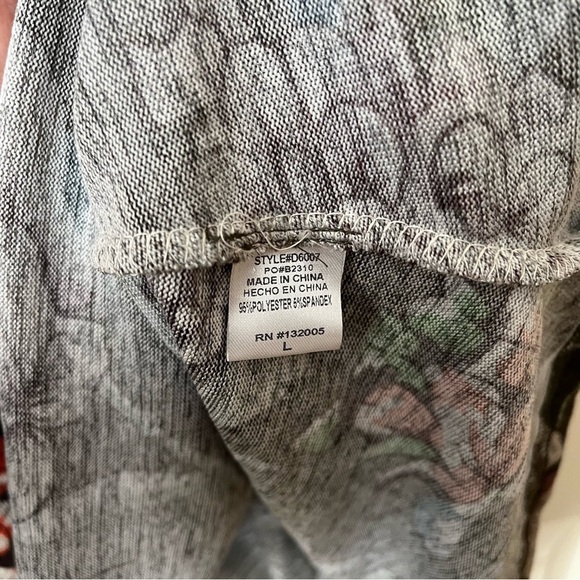 STYLE#D6007
PO#B2310
MADE IN CHINA
HECHO EN CHINA
95%POLYESTER 5%SPANDEX
RN #132005
L